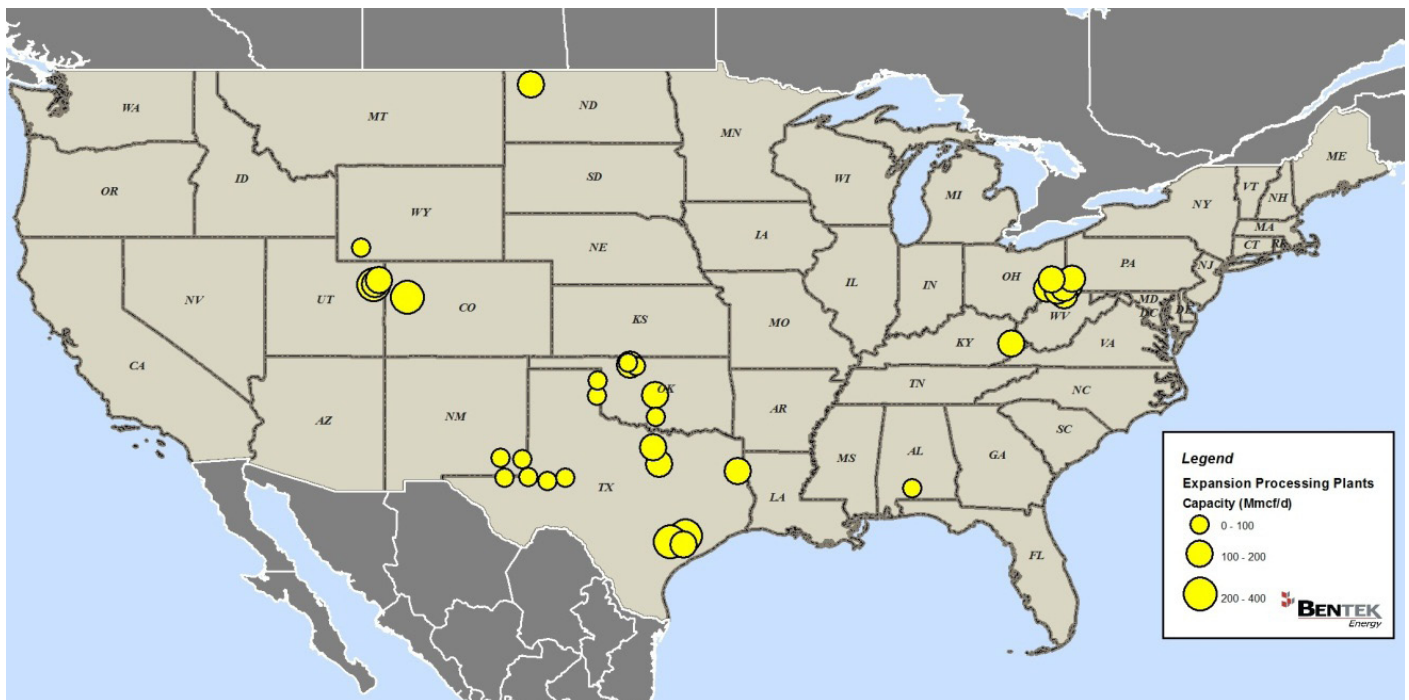 WA
MT
ND
MN
ME
OR
ID
SD
WI
VT
NH
NY
WY
MI
MA
CT
RI
IA
NE
PA
NJ
OH
NV
UT
CO
IL
IN
MD
DE
DC
WV
KS
MO
KY
VA
CA
OK
TN
NC
AZ
NM
AR
SC
MS
AL
GA
TX
LA
FL
Legend
Expansion Processing Plants
Capacity (Mmcf/d)
0 - 100
100 - 200
200 - 400
BENTEK
Energy